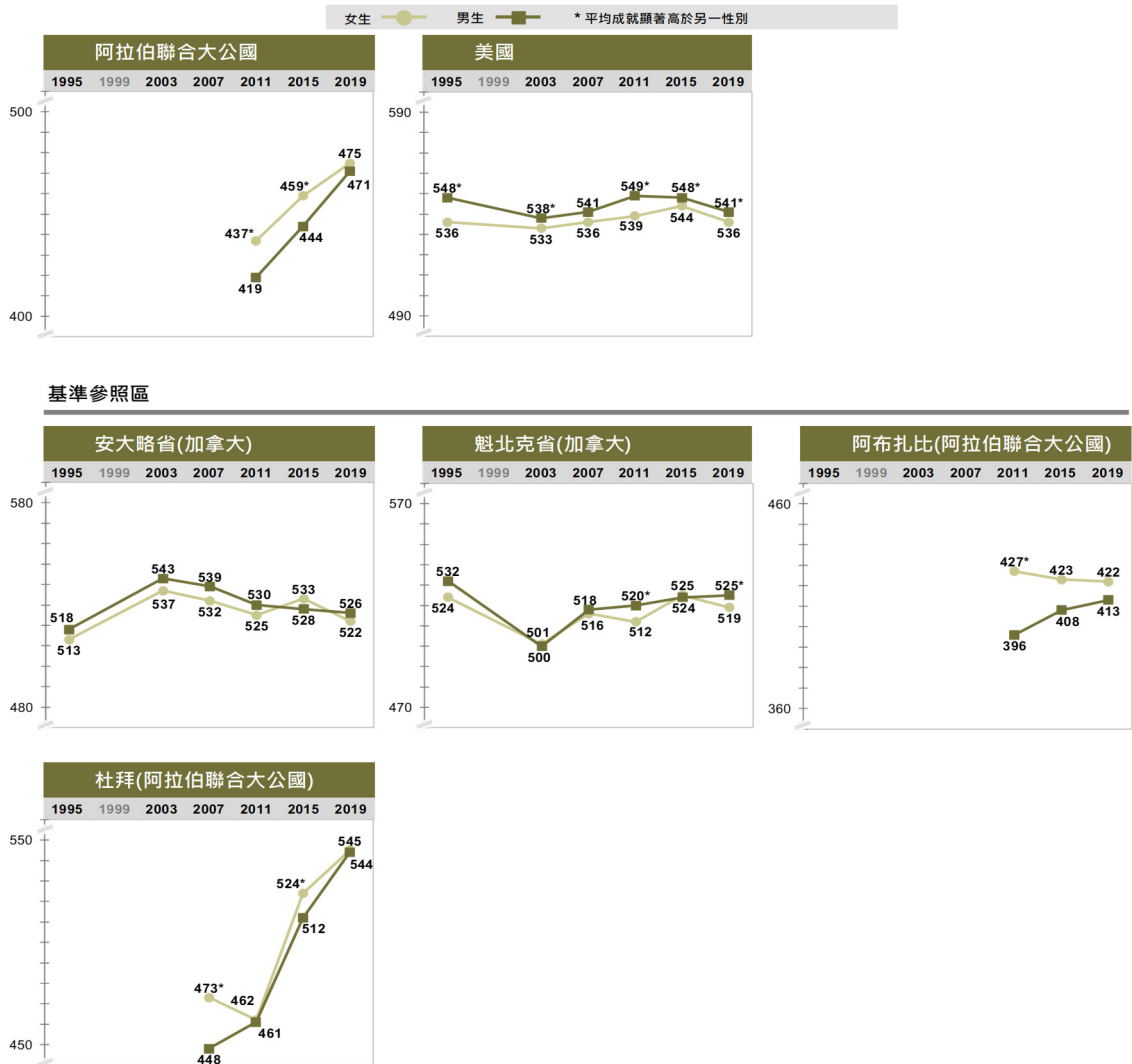 女生 男生 * 平均成就顯著高於另一性別
阿拉伯聯合大公國
1995 1999 2003 2007 2011 2015 2019
500
400
437* 459* 475
419 444 471
美國
1995 1999 2003 2007 2011 2015 2019
590
490
548* 538* 541 549* 548* 541*
536 533 536 539 544 536
基準參照區
安大略省(加拿大)
1995 1999 2003 2007 2011 2015 2019
580
480
518 543 539 530 533 526
513 537 532 525 528 522
魁北克省(加拿大)
1995 1999 2003 2007 2011 2015 2019
570
470
532 501 518 520* 525 525*
524 500 516 512 524 519
阿布扎比(阿拉伯聯合大公國)
1995 1999 2003 2007 2011 2015 2019
460
360
427* 423 422
396 408 413
杜拜(阿拉伯聯合大公國)
1995 1999 2003 2007 2011 2015 2019
550
450
473* 462 524* 545
448 461 512 544